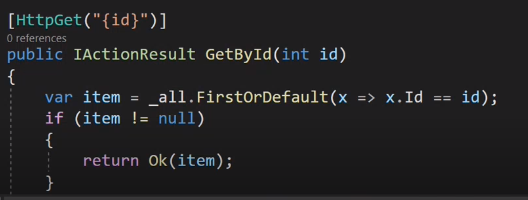 [HttpGet("{id}")]
0 references
public IActionResult GetById(int id)
{
    var item = _all.FirstOrDefault(x => x.Id == id);
    if (item != null)
    {
        return Ok(item);
    }